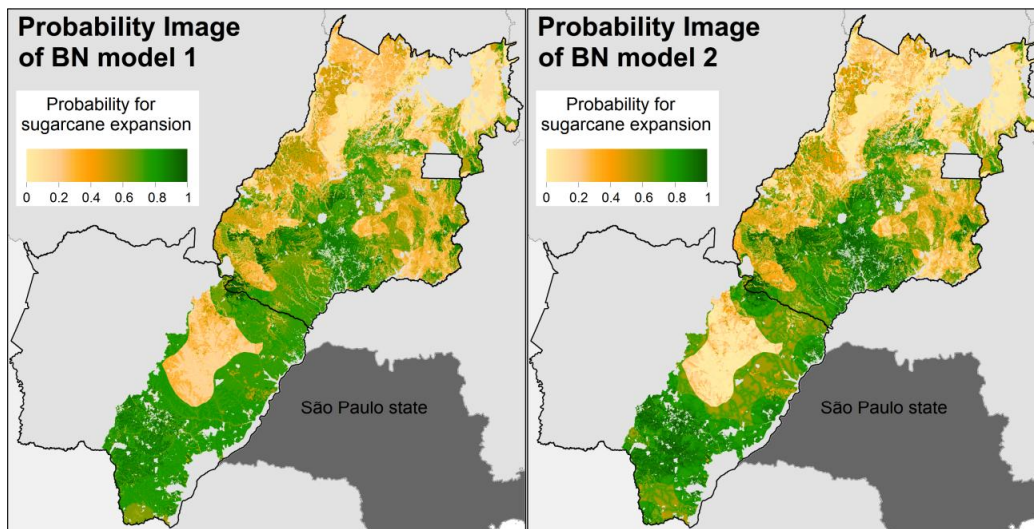 Probability Image
of BN model 1
Probability for
sugarcane expansion
0 0.2 0.4 0.6 0.8 1
São Paulo state
Probability Image
of BN model 2
Probability for
sugarcane expansion
0 0.2 0.4 0.6 0.8 1
São Paulo state